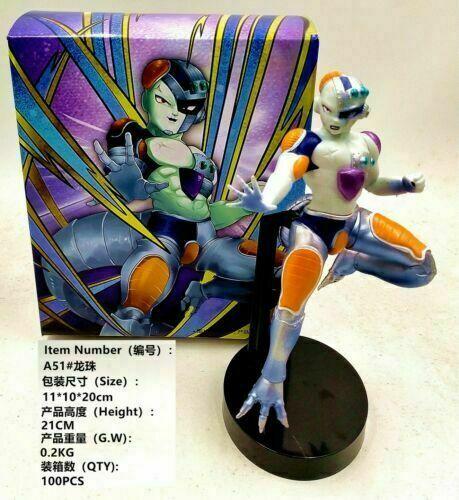 Item Number（编号）:
A51#龙珠
包装尺寸（Size）:
11*10*20cm
产品高度（Height）:
21CM
产品重量（G.W）:
0.2KG
装箱数（QTY):
100PCS